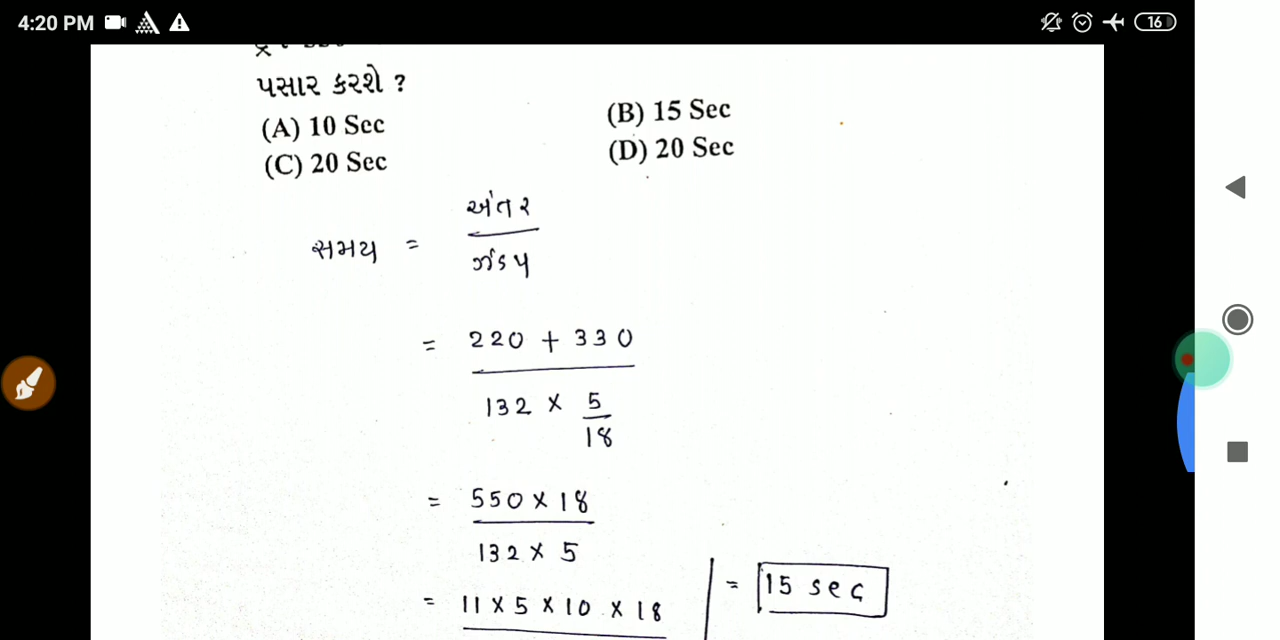 4:20 PM 16
પસાર કરશે ?
(A) 10 Sec (B) 15 Sec
(C) 20 Sec (D) 20 Sec
સમય = અંતર / ઝડપ
= 220 + 330 / 132 × 5/18
= 550 × 18 / 132 × 5
= 11 × 5 × 10 × 18 = 15 sec